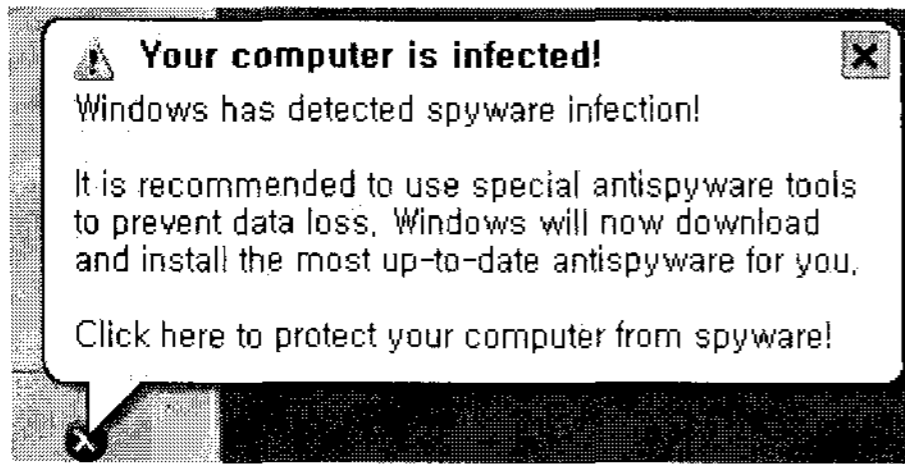 Your computer is infected!
Windows has detected spyware infection!
It is recommended to use special antispyware tools
to prevent data loss. Windows will now download
and install the most up-to-date antispyware for you.
Click here to protect your computer from spyware!